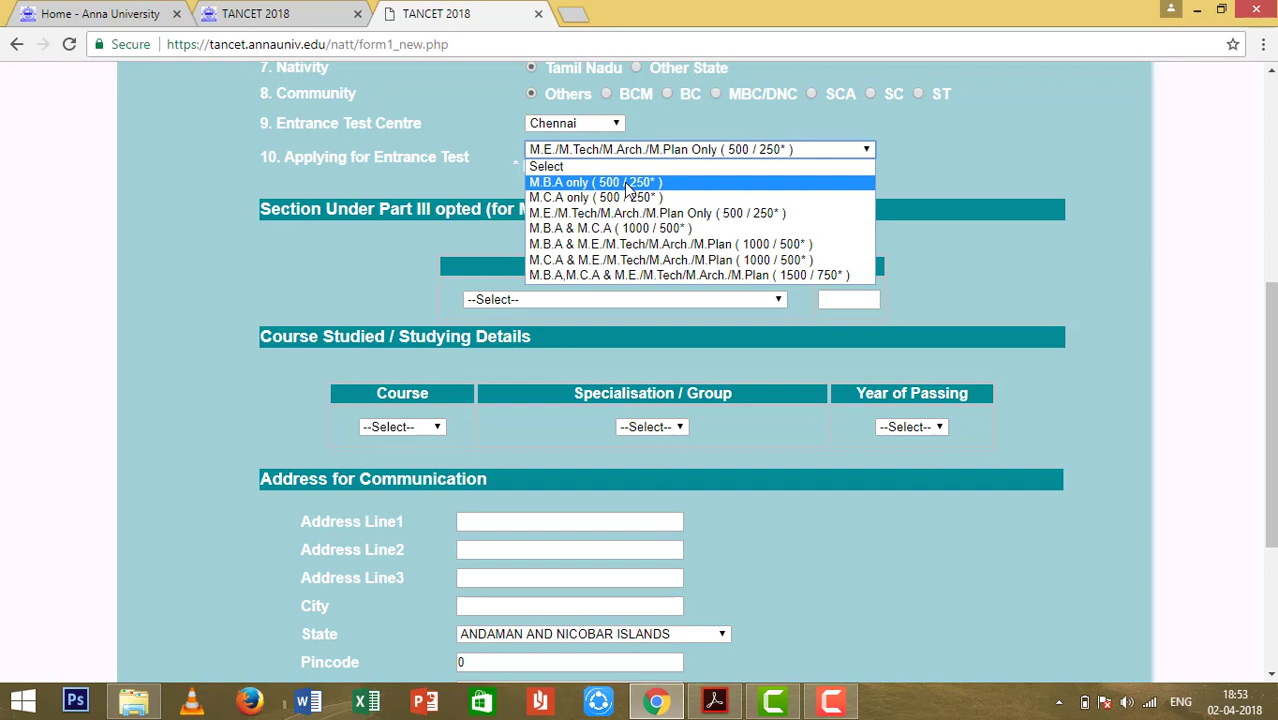 Home - Anna University
TANCET 2018
TANCET 2018
Secure https://tancet.annauniv.edu/natt/form1_new.php
7. Nativity Tamil Nadu Other State
8. Community Others BCM BC MBC/DNC SCA SC ST
9. Entrance Test Centre Chennai
10. Applying for Entrance Test M.E./M.Tech/M.Arch./M.Plan Only ( 500 / 250* )
*
Select
M.B.A only ( 500 / 250* )
M.C.A only ( 500 / 250* )
M.E./M.Tech/M.Arch./M.Plan Only ( 500 / 250* )
M.B.A & M.C.A ( 1000 / 500* )
M.B.A & M.E./M.Tech/M.Arch./M.Plan ( 1000 / 500* )
M.C.A & M.E./M.Tech/M.Arch./M.Plan ( 1000 / 500* )
M.B.A,M.C.A & M.E./M.Tech/M.Arch./M.Plan ( 1500 / 750* )
Section Under Part III opted (for M
--Select--
Course Studied / Studying Details
Course Specialisation / Group Year of Passing
--Select-- --Select-- --Select--
Address for Communication
Address Line1
Address Line2
Address Line3
City
State ANDAMAN AND NICOBAR ISLANDS
Pincode 0
Ps
ENG
18:53
02-04-2018